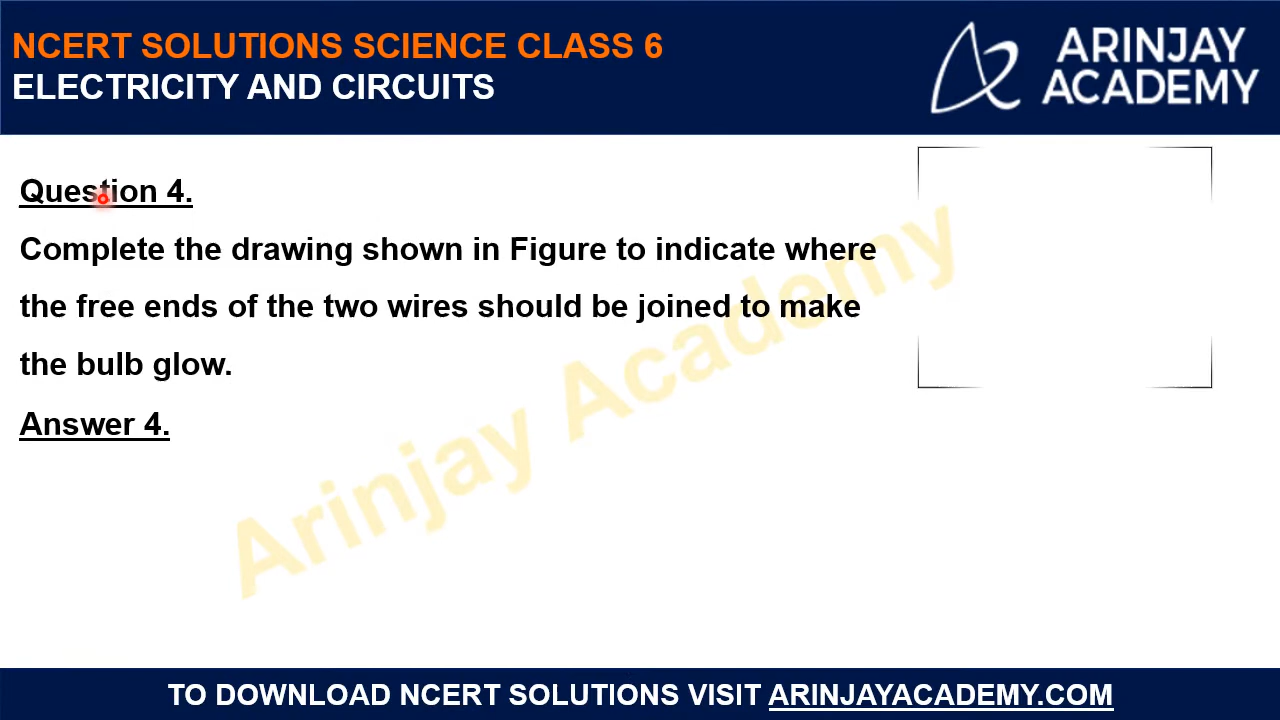 NCERT SOLUTIONS SCIENCE CLASS 6
ELECTRICITY AND CIRCUITS
ARINJAY
ACADEMY
Question 4.
Complete the drawing shown in Figure to indicate where
the free ends of the two wires should be joined to make
the bulb glow.
Answer 4.
Arinjay Academy
TO DOWNLOAD NCERT SOLUTIONS VISIT ARINJAYACADEMY.COM